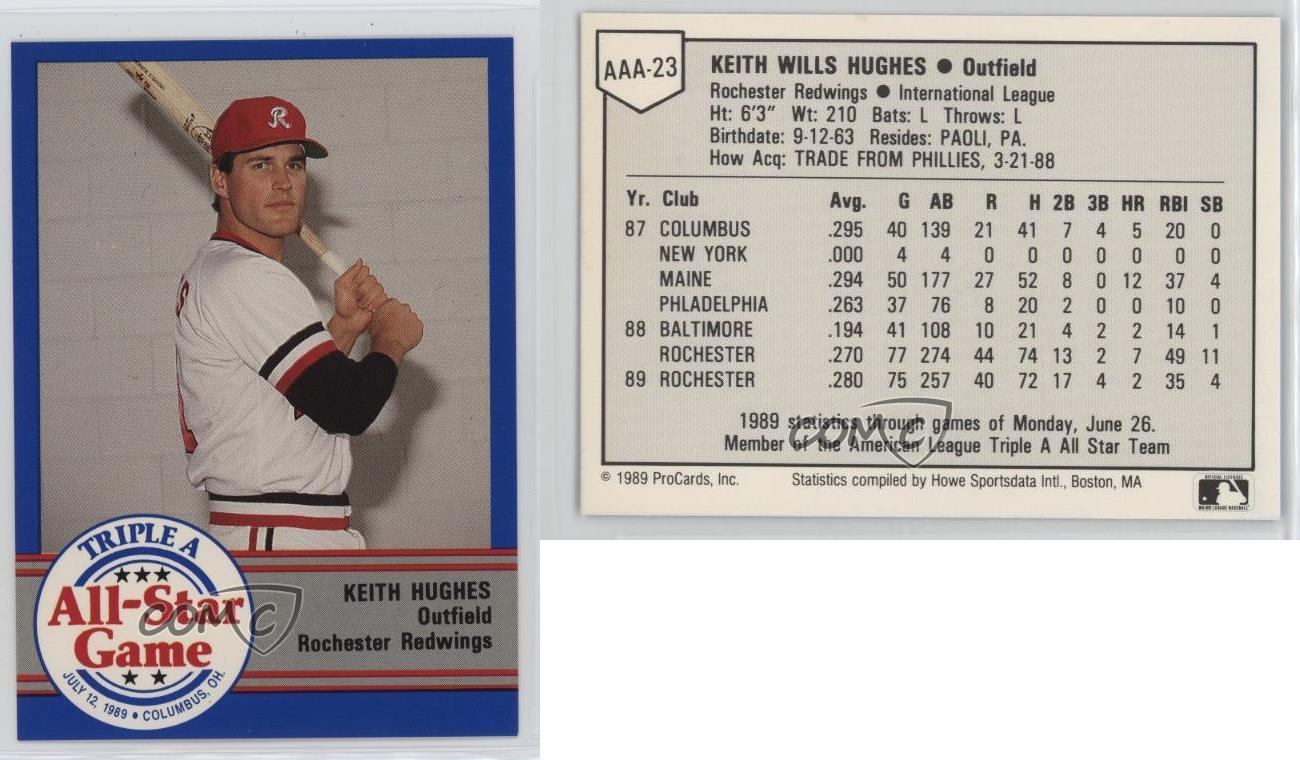 R
TRIPLE A
All-Star
Game
JULY 12, 1989 • COLUMBUS, OH.
COMC
KEITH HUGHES
Outfield
Rochester Redwings
AAA-23
KEITH WILLS HUGHES ● Outfield
Rochester Redwings ● International League
Ht: 6'3" Wt: 210 Bats: L Throws: L
Birthdate: 9-12-63 Resides: PAOLI, PA.
How Acq: TRADE FROM PHILLIES, 3-21-88
Yr. Club Avg. G AB R H 2B 3B HR RBI SB
87 COLUMBUS .295 40 139 21 41 7 4 5 20 0
NEW YORK .000 4 4 0 0 0 0 0 0 0
MAINE .294 50 177 27 52 8 0 12 37 4
PHILADELPHIA .263 37 76 8 20 2 0 0 10 0
88 BALTIMORE .194 41 108 10 21 4 2 2 14 1
ROCHESTER .270 77 274 44 74 13 2 7 49 11
89 ROCHESTER .280 75 257 40 72 17 4 2 35 4
1989 statistics through games of Monday, June 26.
Member of the American League Triple A All Star Team
COMC
© 1989 ProCards, Inc. Statistics compiled by Howe Sportsdata Intl., Boston, MA
OFFICIAL LICENSEE
MAJOR LEAGUE BASEBALL